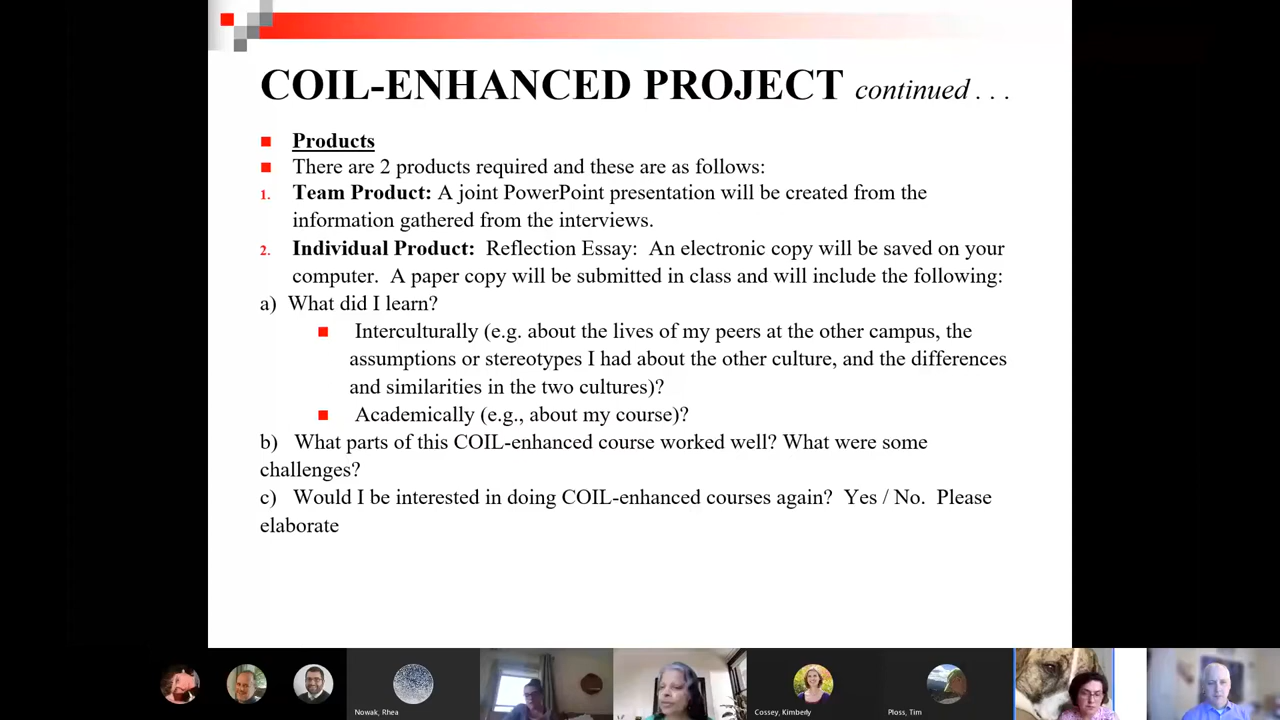 COIL-ENHANCED PROJECT continued . . .
Products
There are 2 products required and these are as follows:
1. Team Product: A joint PowerPoint presentation will be created from the
information gathered from the interviews.
2. Individual Product: Reflection Essay: An electronic copy will be saved on your
computer. A paper copy will be submitted in class and will include the following:
a) What did I learn?
Interculturally (e.g. about the lives of my peers at the other campus, the
assumptions or stereotypes I had about the other culture, and the differences
and similarities in the two cultures)?
Academically (e.g., about my course)?
b) What parts of this COIL-enhanced course worked well? What were some
challenges?
c) Would I be interested in doing COIL-enhanced courses again? Yes / No. Please
elaborate
Nowak, Rhea
Cossey, Kimberly
Ploss, Tim